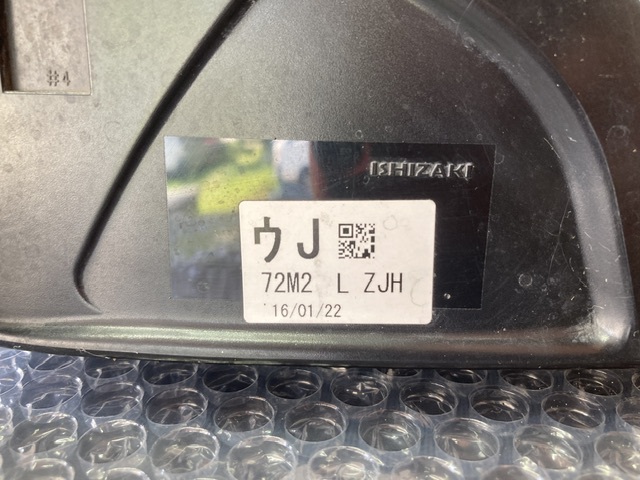 #4
ISHIZAKI
ウJ
72M2 L ZJH
'16/01/22